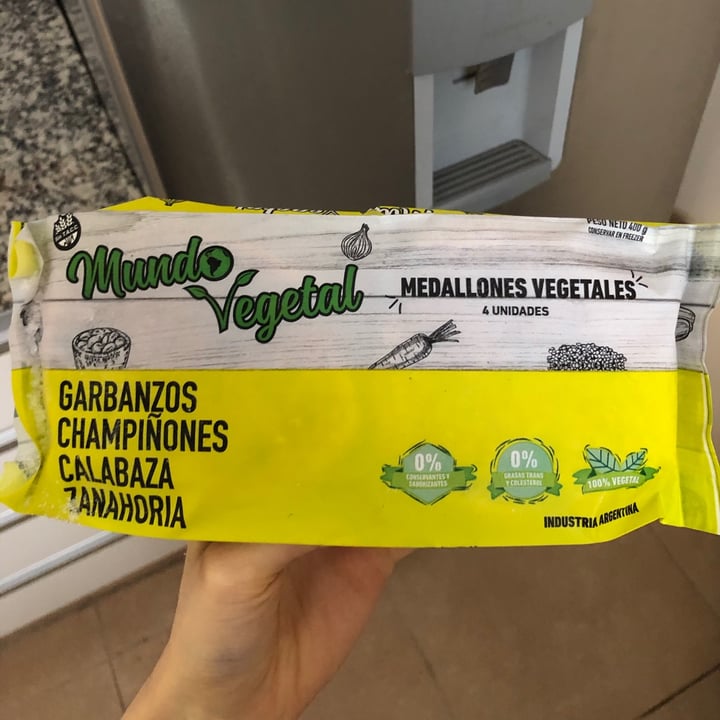 SIN T.A.C.C.
Mundo
Vegetal
PESO NETO 400 g
CONSERVAR EN FREEZER
MEDALLONES VEGETALES
4 UNIDADES
GARBANZOS
CHAMPIÑONES
CALABAZA
ZANAHORIA
0%
CONSERVANTES Y
SABORIZANTES
0%
GRASAS TRANS
Y COLESTEROL
100% VEGETAL
INDUSTRIA ARGENTINA